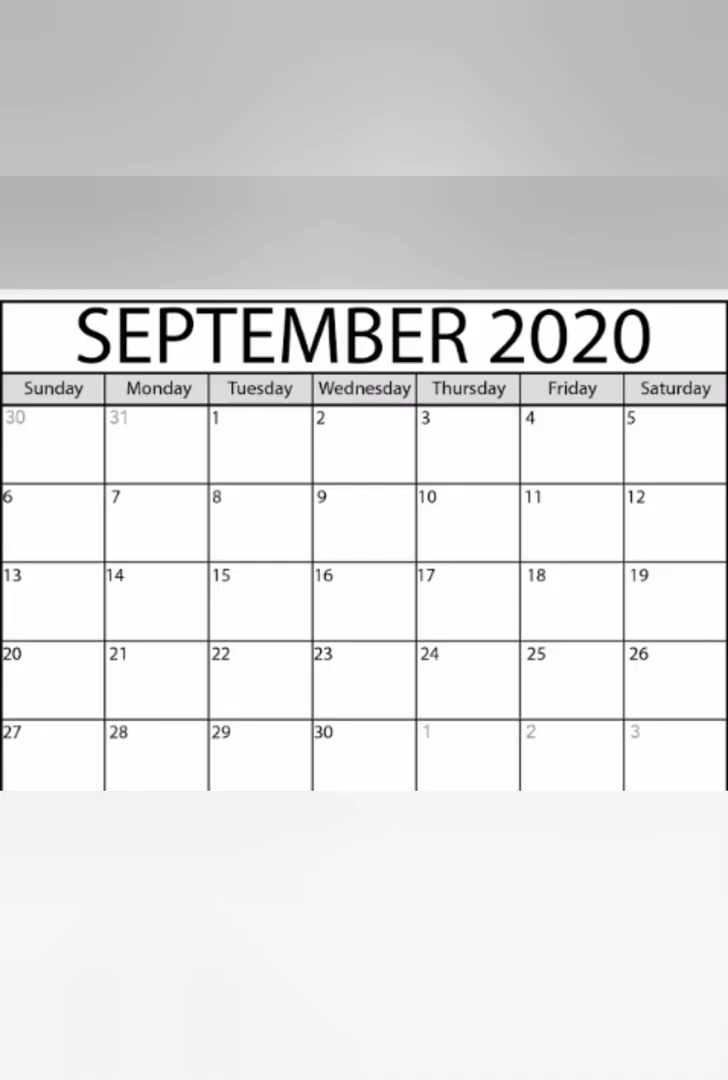 SEPTEMBER 2020
Sunday Monday Tuesday Wednesday Thursday Friday Saturday
30 31 1 2 3 4 5
6 7 8 9 10 11 12
13 14 15 16 17 18 19
20 21 22 23 24 25 26
27 28 29 30 1 2 3